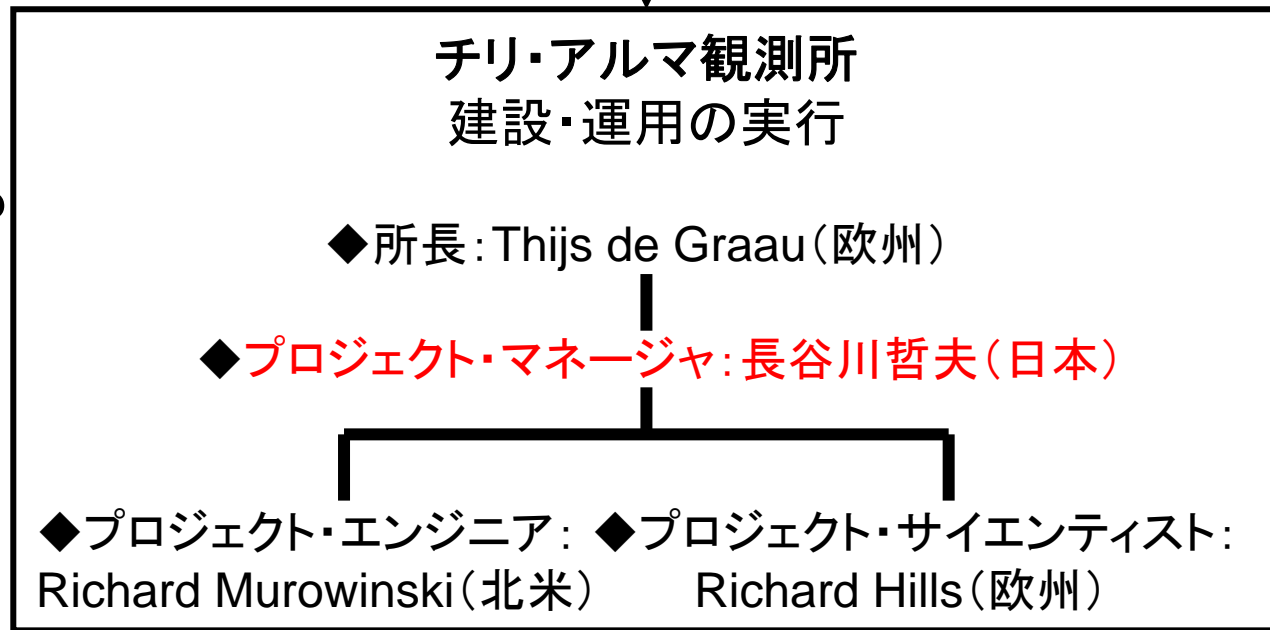 チリ・アルマ観測所
建設・運用の実行
◆所長：Thijs de Graau（欧州）
◆プロジェクト・マネージャ：長谷川哲夫（日本）
◆プロジェクト・エンジニア： ◆プロジェクト・サイエンティスト：
Richard Murowinski（北米） Richard Hills（欧州）